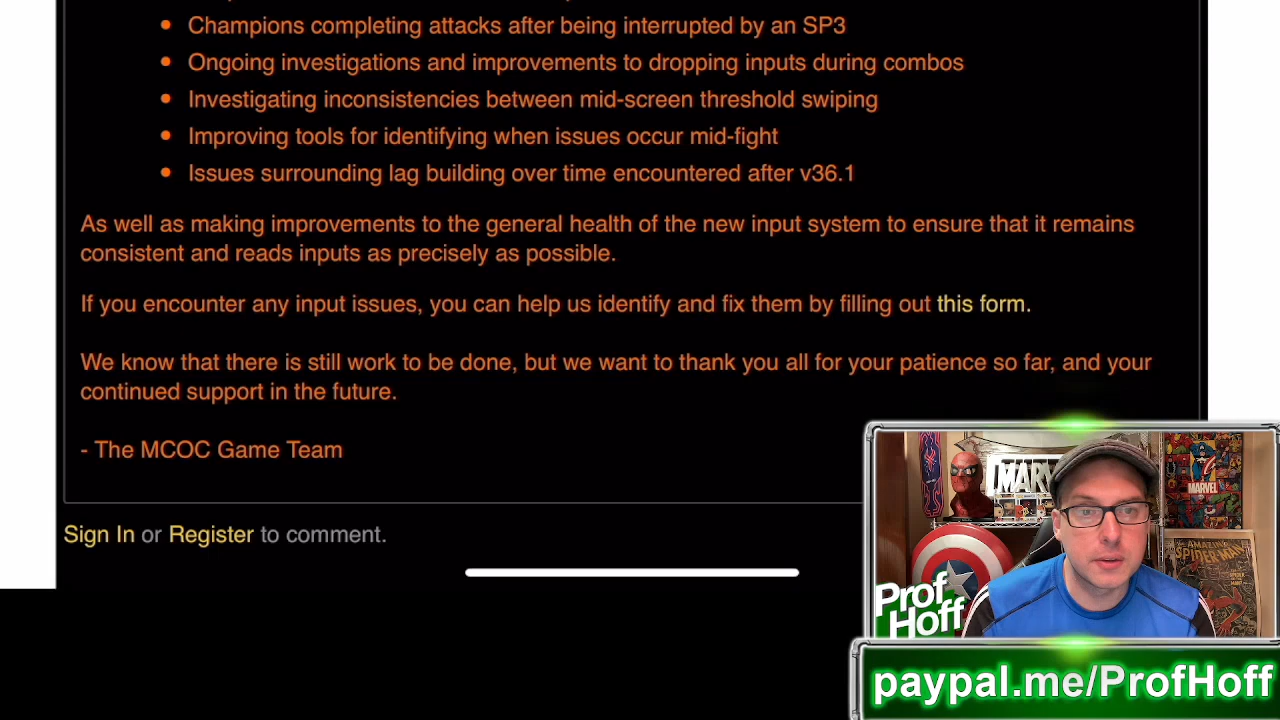 Champions completing attacks after being interrupted by an SP3
Ongoing investigations and improvements to dropping inputs during combos
Investigating inconsistencies between mid-screen threshold swiping
Improving tools for identifying when issues occur mid-fight
Issues surrounding lag building over time encountered after v36.1
As well as making improvements to the general health of the new input system to ensure that it remains
consistent and reads inputs as precisely as possible.
If you encounter any input issues, you can help us identify and fix them by filling out this form.
We know that there is still work to be done, but we want to thank you all for your patience so far, and your
continued support in the future.
- The MCOC Game Team
Sign In or Register to comment.
MARV
MARVEL
AMAZING
SPIDER-MAN
Prof
Hoff
paypal.me/ProfHoff